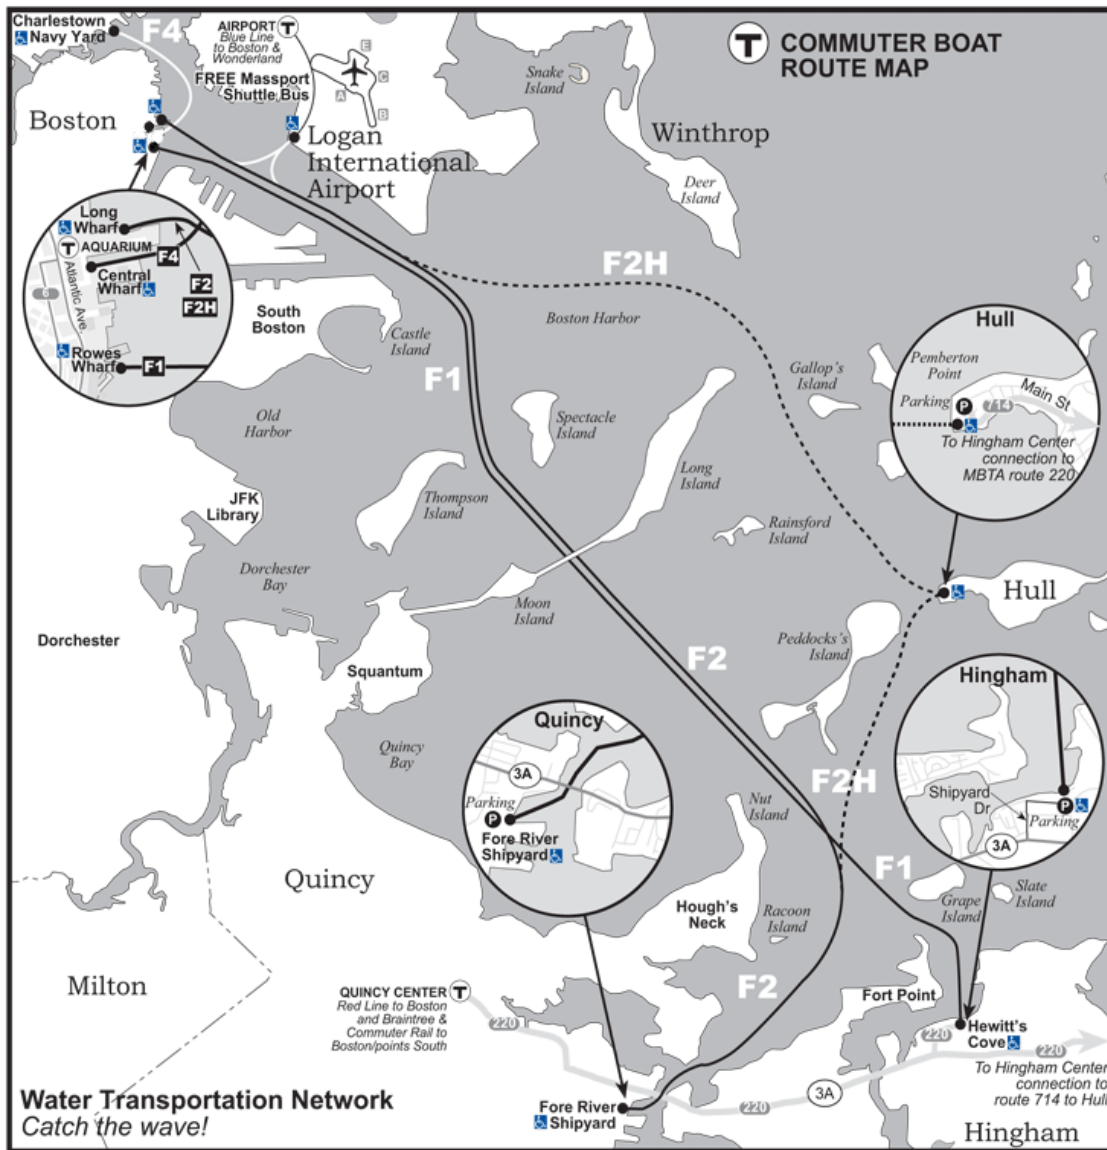 Charlestown
Navy Yard
F4
AIRPORT
Blue Line
to Boston &
Wonderland
FREE Massport
Shuttle Bus
T
E
C
A
B
T
COMMUTER BOAT
ROUTE MAP
Snake
Island
Boston
Logan
International
Airport
Winthrop
Deer
Island
Long
Wharf
T
AQUARIUM
F4
Central
Wharf
F2
F2H
Atlantic Ave.
6
Rowes
Wharf
F1
F2H
South
Boston
Castle
Island
Boston Harbor
F1
Gallop's
Island
Hull
Pemberton
Point
Parking
P
714
Main St
To Hingham Center
connection to
MBTA route 220
Old
Harbor
Spectacle
Island
Long
Island
Thompson
Island
JFK
Library
Rainsford
Island
Dorchester
Bay
Moon
Island
Hull
Dorchester
Squantum
F2
Peddocks's
Island
Hingham
Shipyard
Dr
P
Parking
3A
Quincy
3A
Parking
P
Fore River
Shipyard
Quincy
Bay
F2H
Nut
Island
Quincy
F1
Hough's
Neck
Racoon
Island
Grape
Island
Slate
Island
Milton
QUINCY CENTER
T
Red Line to Boston
and Braintree &
Commuter Rail to
Boston/points South
220
F2
Fort Point
Hewitt's
Cove
220
220
To Hingham Center
connection to
route 714 to Hull
3A
220
Fore River
Shipyard
Water Transportation Network
Catch the wave!
Hingham